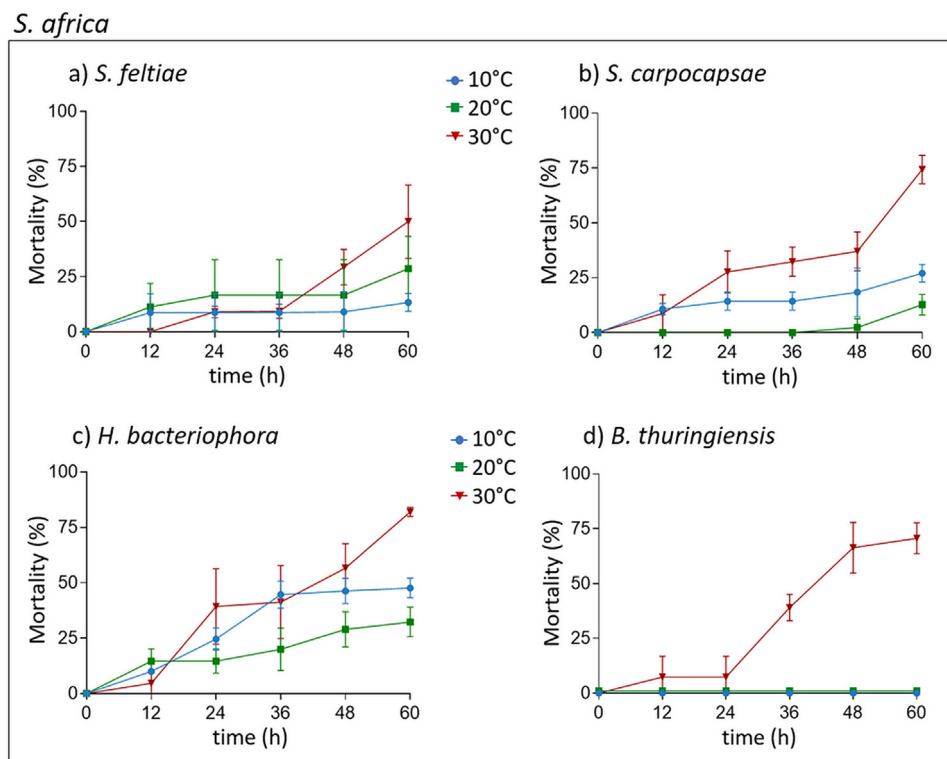 S. africa
a) S. feltiae
10°C
20°C
30°C
b) S. carpocapsae
Mortality (%)
100
75
50
25
0
0 12 24 36 48 60
time (h)
Mortality (%)
100
75
50
25
0
0 12 24 36 48 60
time (h)
c) H. bacteriophora
10°C
20°C
30°C
d) B. thuringiensis
Mortality (%)
100
75
50
25
0
0 12 24 36 48 60
time (h)
Mortality (%)
100
75
50
25
0
0 12 24 36 48 60
time (h)